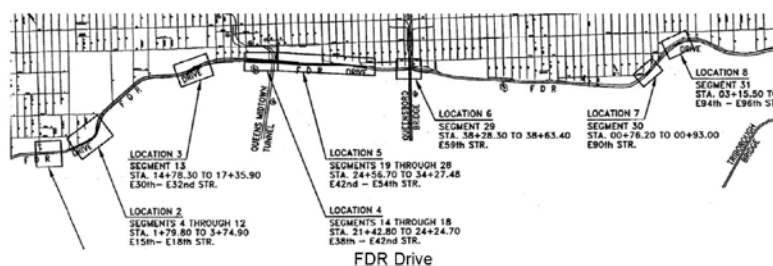 DRIVE
FDR
DRIVE
FDR
DRIVE
FDR
DRIVE
FDR
QUEENS MIDTOWN
TUNNEL
QUEENSBORO
BRIDGE
TRIBOROUGH
BRIDGE
LOCATION 8
SEGMENT 31
STA. 03+15.50 TO
E94th - E96th S
LOCATION 6
SEGMENT 29
STA. 38+28.30 TO 38+63.40
E59th STR.
LOCATION 7
SEGMENT 30
STA. 00+76.20 TO 00+93.00
E90th STR.
LOCATION 3
SEGMENT 13
STA. 14+78.30 TO 17+35.90
E30th- E32nd STR.
LOCATION 5
SEGMENTS 19 THROUGH 28
STA. 24+56.70 TO 34+27.48
E42nd - E54th STR.
LOCATION 2
SEGMENTS 4 THROUGH 12
STA. 1+79.80 TO 3+74.90
E15th- E18th STR.
LOCATION 4
SEGMENTS 14 THROUGH 18
STA. 21+42.80 TO 24+24.70
E38th - E42nd STR.
FDR Drive